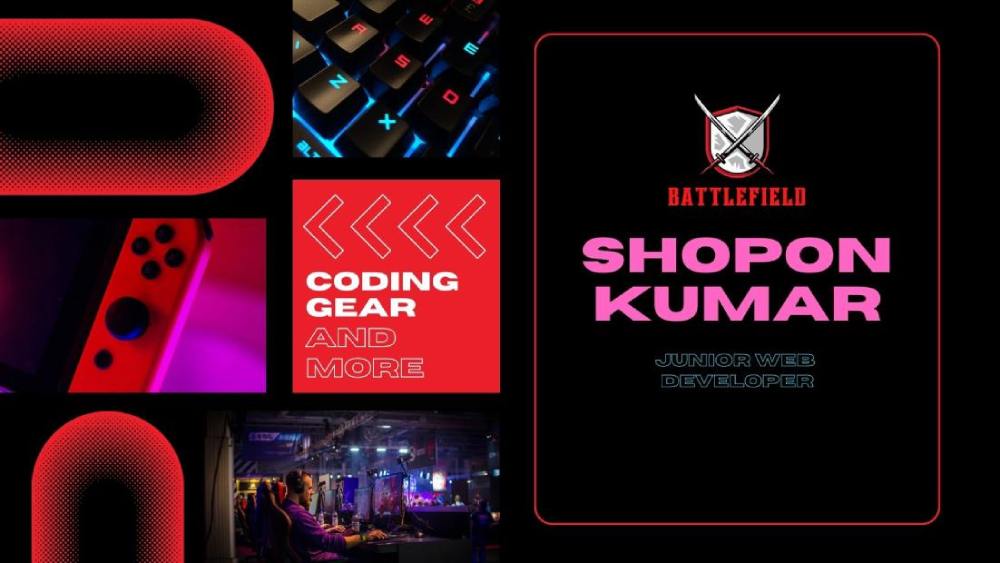 W
A
E
S
Z
D
X
CODING
GEAR
AND
MORE
BATTLEFIELD
SHOPON
KUMAR
JUNIOR WEB
DEVELOPER